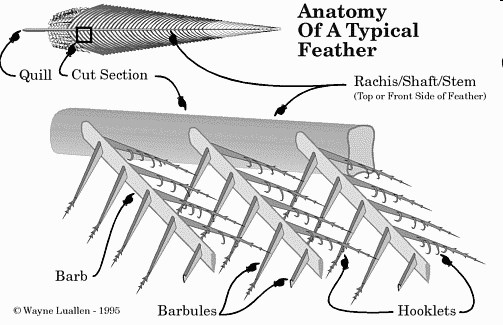 Anatomy
Of A Typical
Feather
Quill
Cut Section
Rachis/Shaft/Stem
(Top or Front Side of Feather)
Barb
Barbules
Hooklets
© Wayne Luallen - 1995